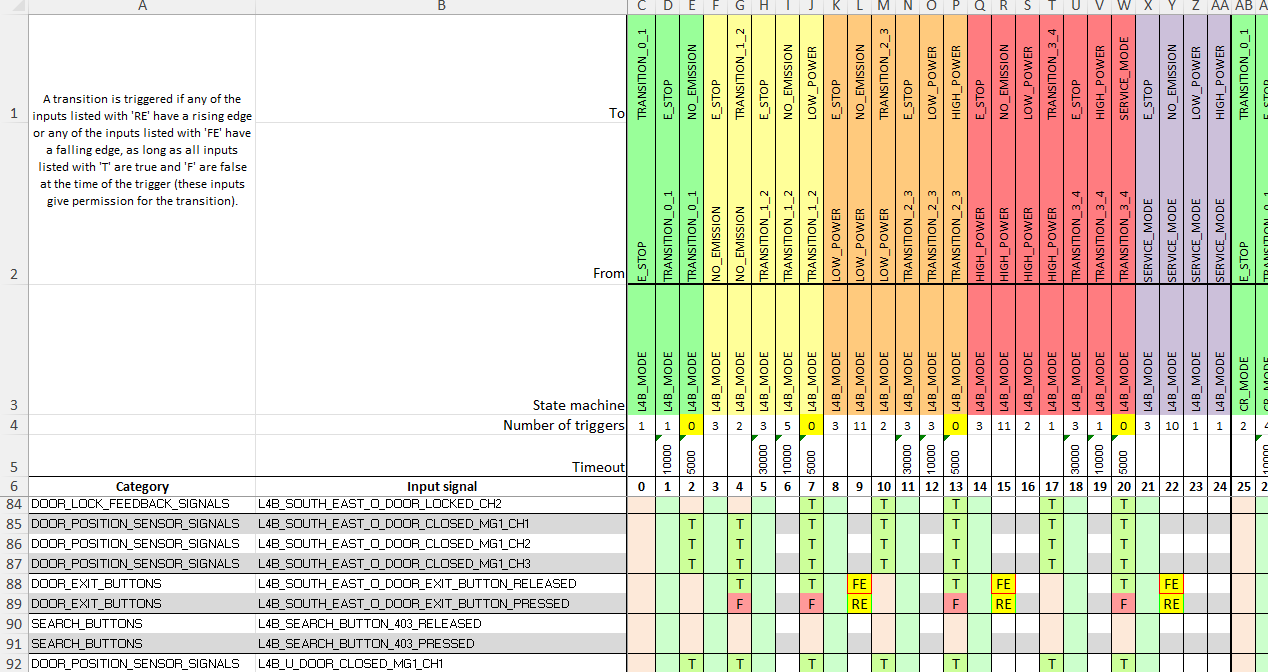 A B C D E F G H I J K L M N O P Q R S T U V W X Y Z AA AB A
1 A transition is triggered if any of the
inputs listed with 'RE' have a rising edge
or any of the inputs listed with 'FE' have
a falling edge, as long as all inputs
listed with 'T' are true and 'F' are false
at the time of the trigger (these inputs
give permission for the transition).
To TRANSITION_0_1 E_STOP NO_EMISSION E_STOP TRANSITION_1_2 E_STOP NO_EMISSION LOW_POWER E_STOP NO_EMISSION TRANSITION_2_3 E_STOP LOW_POWER HIGH_POWER E_STOP NO_EMISSION LOW_POWER TRANSITION_3_4 E_STOP HIGH_POWER SERVICE_MODE E_STOP NO_EMISSION LOW_POWER HIGH_POWER TRANSITION_0_1 E_STOP
2 From E_STOP TRANSITION_0_1 TRANSITION_0_1 NO_EMISSION NO_EMISSION TRANSITION_1_2 TRANSITION_1_2 TRANSITION_1_2 LOW_POWER LOW_POWER LOW_POWER TRANSITION_2_3 TRANSITION_2_3 TRANSITION_2_3 HIGH_POWER HIGH_POWER HIGH_POWER HIGH_POWER TRANSITION_3_4 TRANSITION_3_4 TRANSITION_3_4 SERVICE_MODE SERVICE_MODE SERVICE_MODE SERVICE_MODE E_STOP TRANSITION_0_1
3 State machine L4B_MODE L4B_MODE L4B_MODE L4B_MODE L4B_MODE L4B_MODE L4B_MODE L4B_MODE L4B_MODE L4B_MODE L4B_MODE L4B_MODE L4B_MODE L4B_MODE L4B_MODE L4B_MODE L4B_MODE L4B_MODE L4B_MODE L4B_MODE L4B_MODE L4B_MODE L4B_MODE L4B_MODE L4B_MODE CR_MODE CR_MODE
4 Number of triggers 1 1 0 3 2 3 5 0 3 11 2 3 3 0 3 11 2 1 3 1 0 3 10 1 1 2 4
5 Timeout 10000 5000 30000 10000 5000 30000 10000 5000 30000 10000 5000 10000
6 Category Input signal 0 1 2 3 4 5 6 7 8 9 10 11 12 13 14 15 16 17 18 19 20 21 22 23 24 25 2
84 DOOR_LOCK_FEEDBACK_SIGNALS L4B_SOUTH_EAST_O_DOOR_LOCKED_CH2 T T T T T
85 DOOR_POSITION_SENSOR_SIGNALS L4B_SOUTH_EAST_O_DOOR_CLOSED_MG1_CH1 T T T T T T T
86 DOOR_POSITION_SENSOR_SIGNALS L4B_SOUTH_EAST_O_DOOR_CLOSED_MG1_CH2 T T T T T T T
87 DOOR_POSITION_SENSOR_SIGNALS L4B_SOUTH_EAST_O_DOOR_CLOSED_MG1_CH3 T T T T T T T
88 DOOR_EXIT_BUTTONS L4B_SOUTH_EAST_O_DOOR_EXIT_BUTTON_RELEASED T T FE T FE T FE
89 DOOR_EXIT_BUTTONS L4B_SOUTH_EAST_O_DOOR_EXIT_BUTTON_PRESSED F F RE F RE F RE
90 SEARCH_BUTTONS L4B_SEARCH_BUTTON_403_RELEASED
91 SEARCH_BUTTONS L4B_SEARCH_BUTTON_403_PRESSED
92 DOOR_POSITION_SENSOR_SIGNALS L4B_U_DOOR_CLOSED_MG1_CH1 T T T T T T T